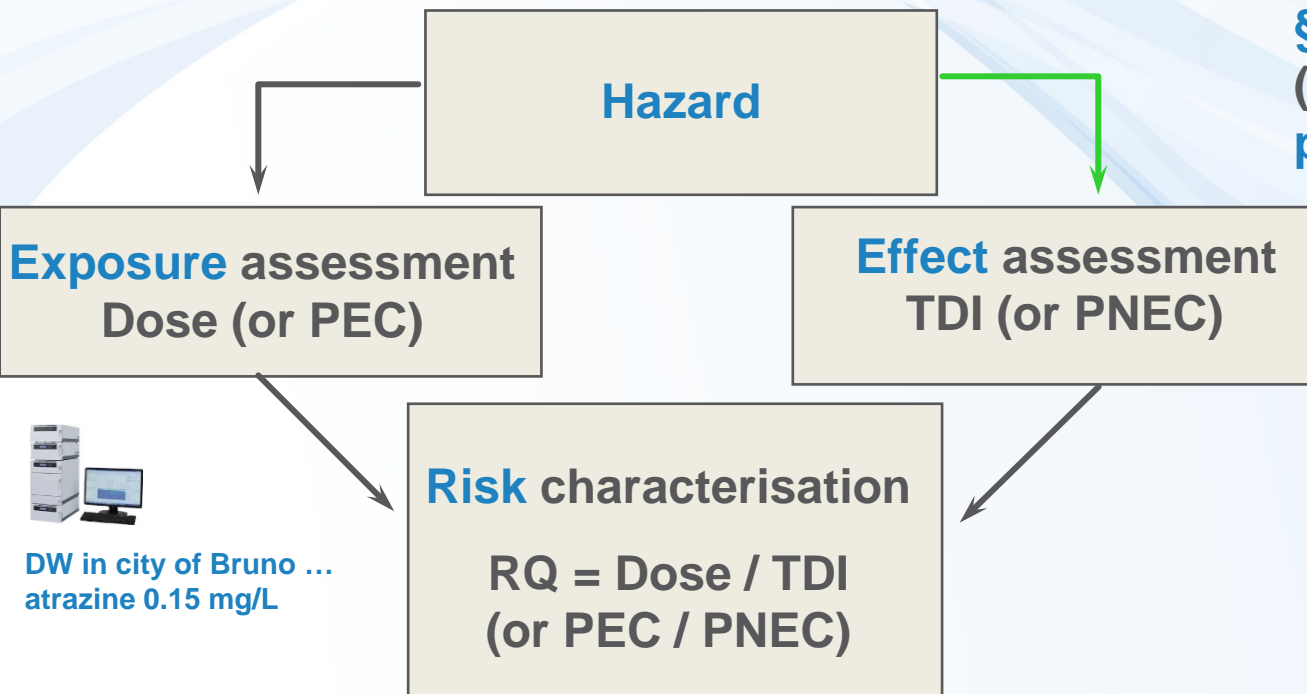 Hazard
§
(
p
Exposure assessment
Dose (or PEC)
Effect assessment
TDI (or PNEC)
DW in city of Bruno …
atrazine 0.15 mg/L
Risk characterisation
RQ = Dose / TDI
(or PEC / PNEC)